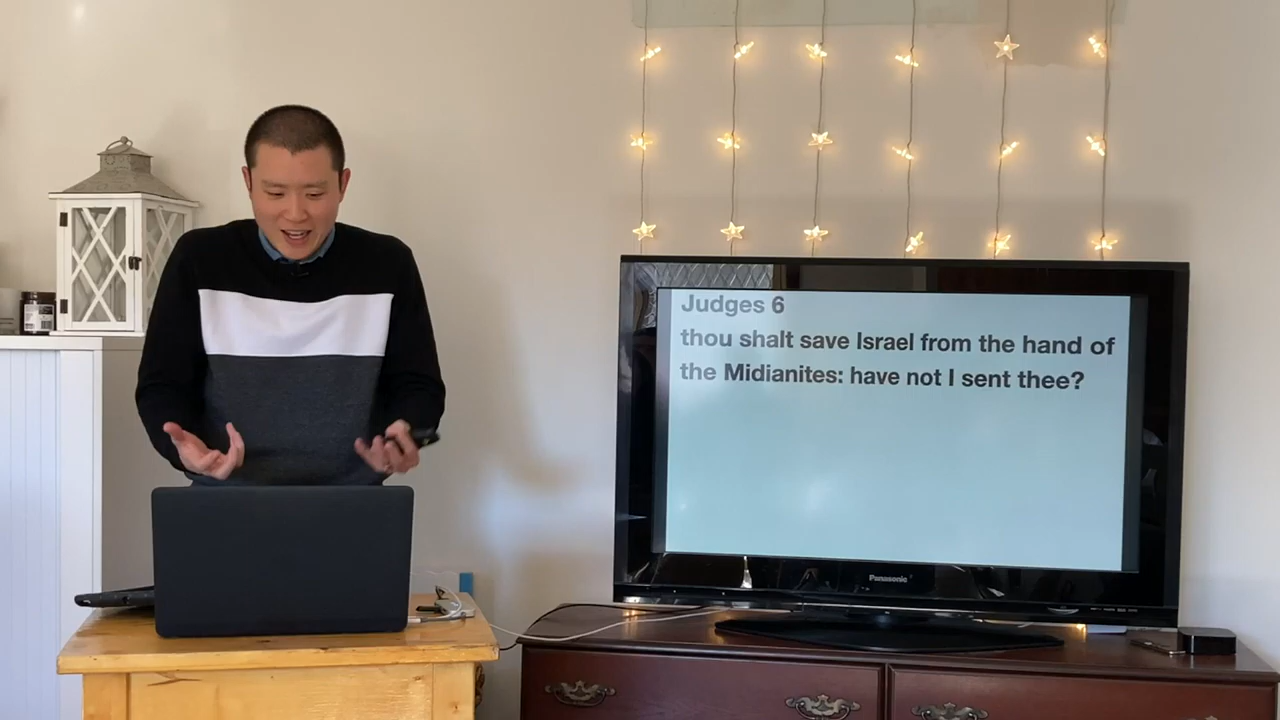 Judges 6
thou shalt save Israel from the hand of
the Midianites: have not I sent thee?
Panasonic